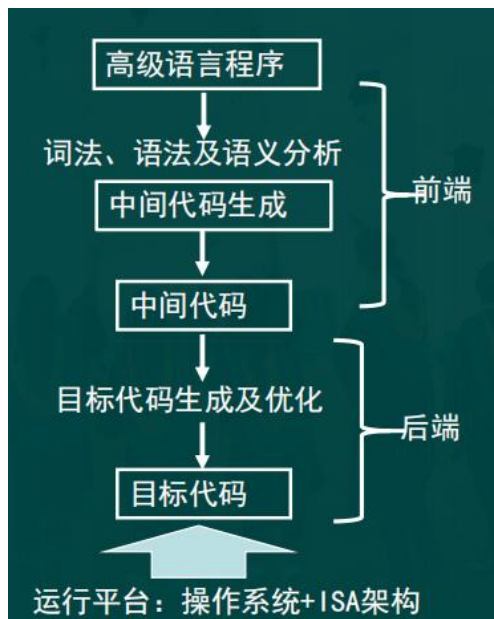 高级语言程序
词法、语法及语义分析
前端
中间代码生成
中间代码
目标代码生成及优化
后端
目标代码
运行平台：操作系统+ISA架构